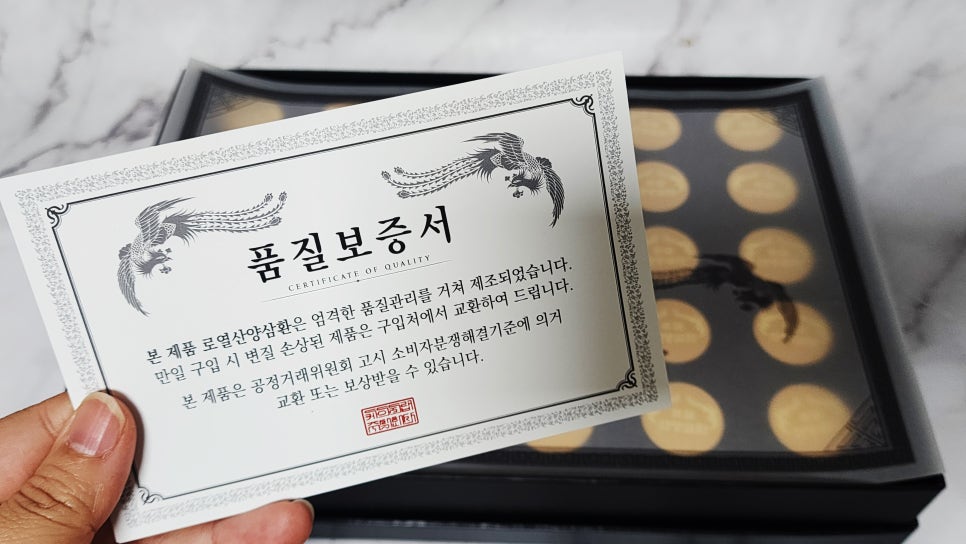 품질보증서
CERTIFICATE OF QUALITY
본 제품 로열산양삼환은 엄격한 품질관리를 거쳐 제조되었습니다.
만일 구입 시 변질 손상된 제품은 구입처에서 교환하여 드립니다.
본 제품은 공정거래위원회 고시 소비자분쟁해결기준에 의거
교환 또는 보상받을 수 있습니다.